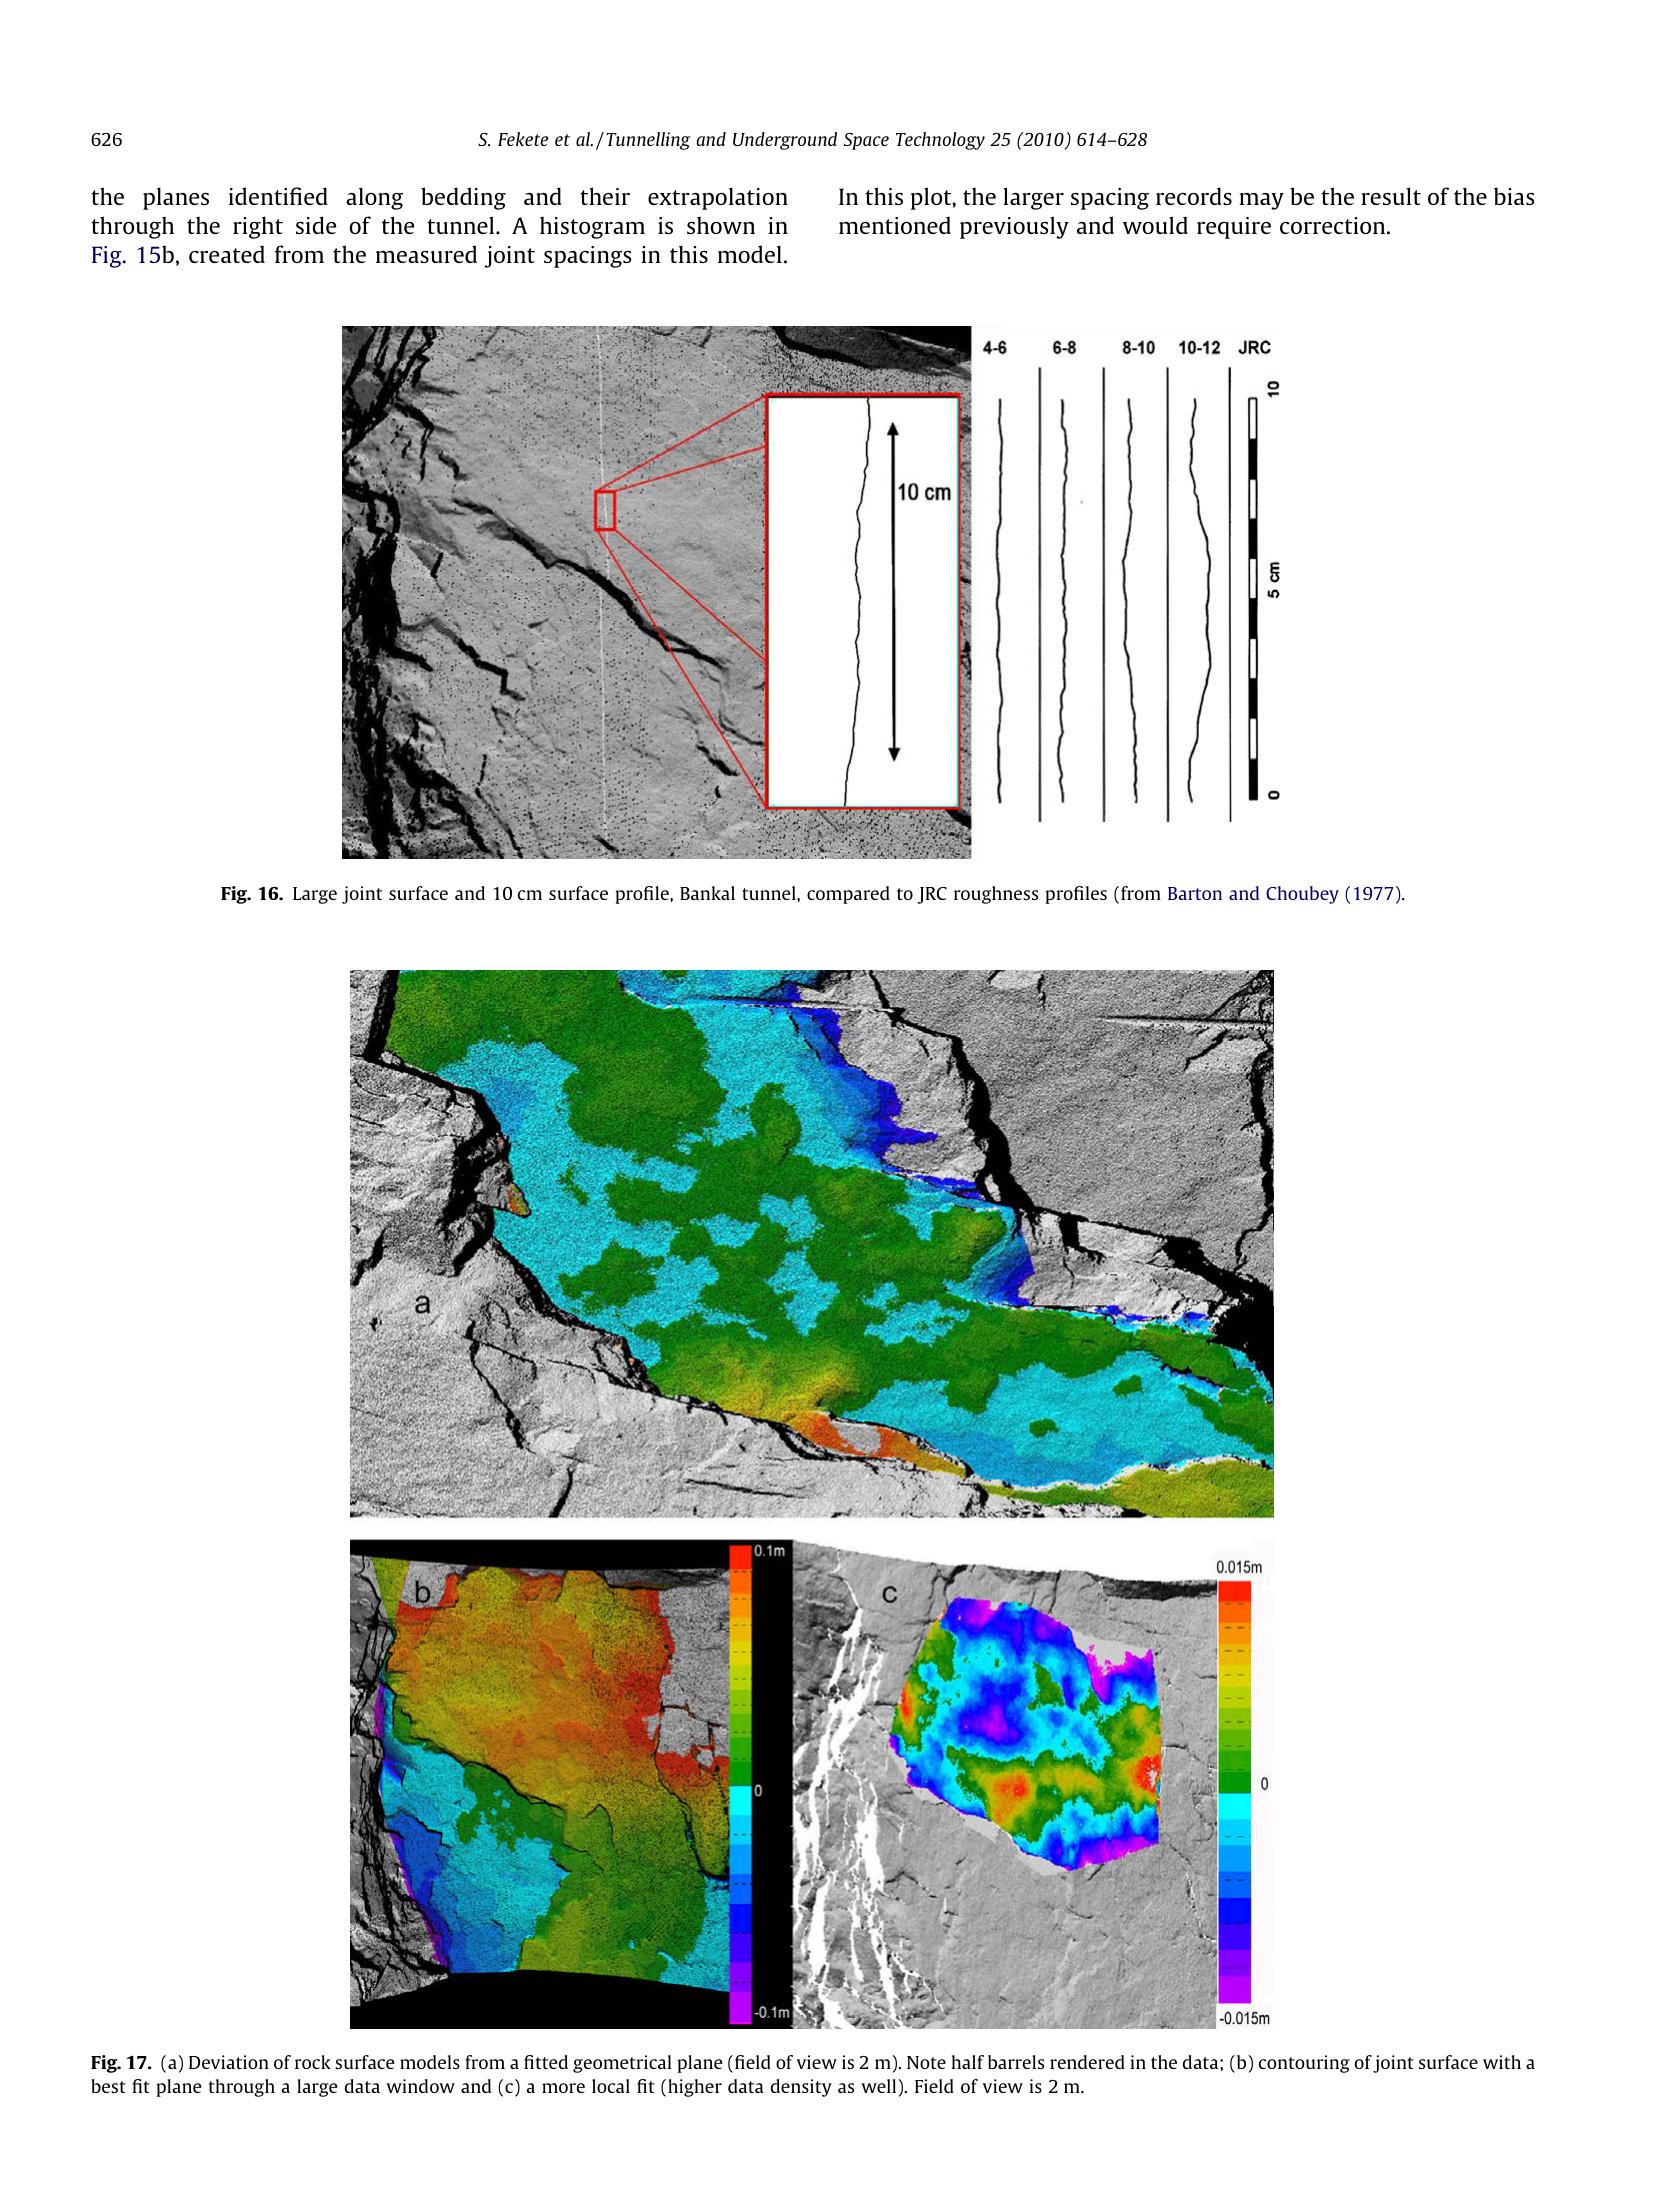 626
S. Fekete et al. / Tunnelling and Underground Space Technology 25 (2010) 614–628
the planes identified along bedding and their extrapolation
through the right side of the tunnel. A histogram is shown in
Fig. 15b, created from the measured joint spacings in this model.
In this plot, the larger spacing records may be the result of the bias
mentioned previously and would require correction.
4-6 6-8 8-10 10-12 JRC
10
10 cm
5 cm
0
Fig. 16. Large joint surface and 10 cm surface profile, Bankal tunnel, compared to JRC roughness profiles (from Barton and Choubey (1977).
a
b
0.1m
0
-0.1m
c
0.015m
0
-0.015m
Fig. 17. (a) Deviation of rock surface models from a fitted geometrical plane (field of view is 2 m). Note half barrels rendered in the data; (b) contouring of joint surface with a
best fit plane through a large data window and (c) a more local fit (higher data density as well). Field of view is 2 m.